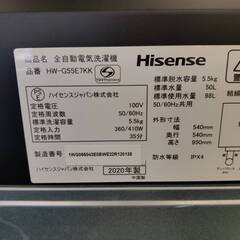 品名：全自動電気洗濯機
形名：HW-G55E7KK
ハイセンスジャパン株式会社
定格電圧 100V
定格周波数 50/60Hz
標準洗濯容量 5.5kg
定格消費電力 360/410W
定格時間 35分
Hisense
標準脱水容量 5.5kg
標準水量 50L
標準使用水量 98L
50/60Hz共用
外形寸法
幅 540mm
奥行 540mm
高さ 950mm
防水等級 IPX4
製造番号：
ハイセンスジャパン株式会社
2020年製
中国製